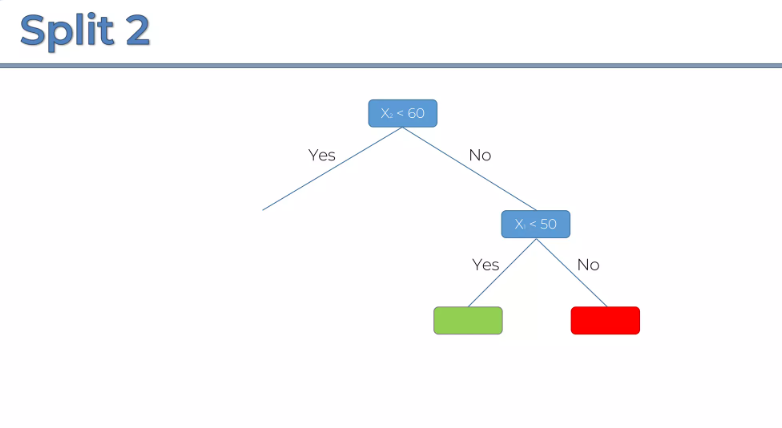 Split 2
X₂ < 60
Yes
No
X₁ < 50
Yes
No